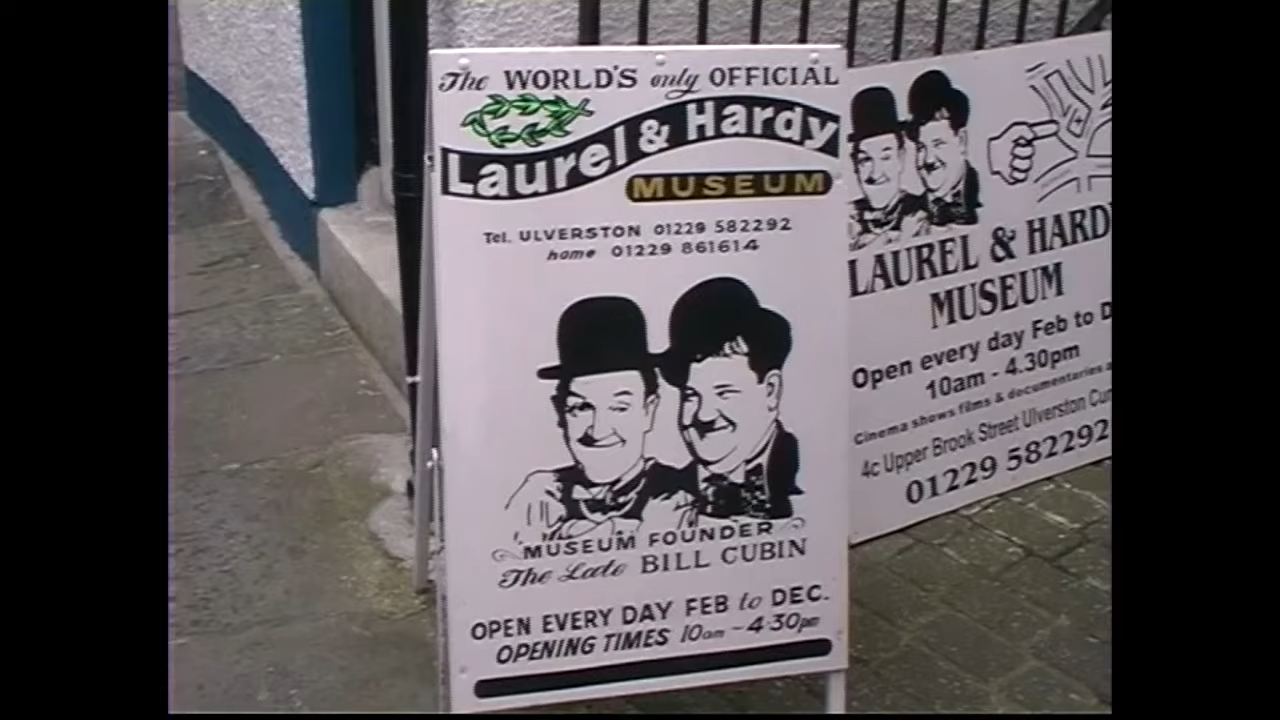 The WORLD'S only OFFICIAL
Laurel & Hardy
MUSEUM
Tel. ULVERSTON 01229 582292
home 01229 861614
MUSEUM FOUNDER
The Late BILL CUBIN
OPEN EVERY DAY FEB to DEC.
OPENING TIMES 10am - 4·30pm
LAUREL & HARD
MUSEUM
Open every day Feb to D
10am - 4.30pm
Cinema shows films & documentaries a
4c Upper Brook Street Ulverston Cum
01229 582292